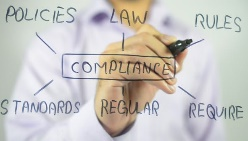 POLICIES LAW RULES
COMPLIANCE
STANDARDS REGULAR REQUIRE